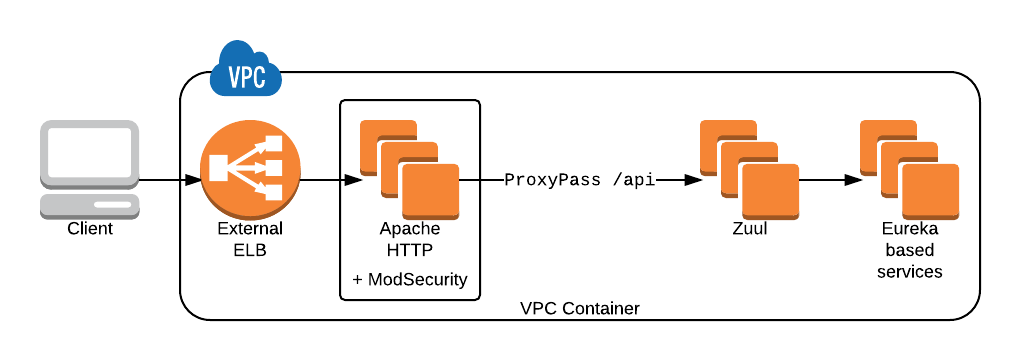 VPC
Client
External
ELB
Apache
HTTP
+ ModSecurity
ProxyPass /api
Zuul
Eureka
based
services
VPC Container